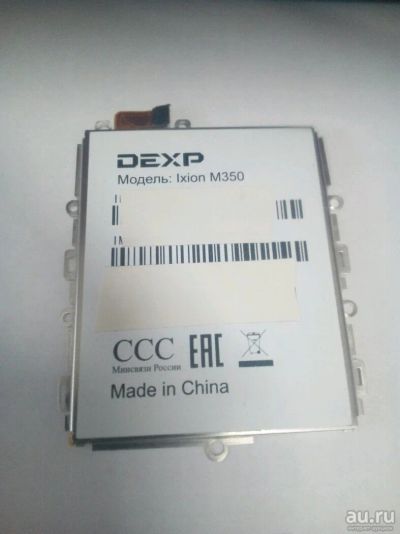 DEXP
Модель: Ixion M350
CCC EAC
Минсвязи России
Made in China
au.ru